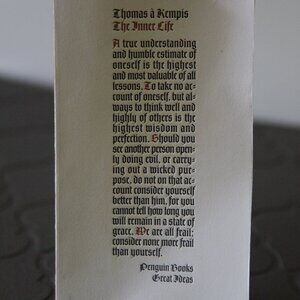 Thomas à Kempis
The Inner Life
A true understanding
and humble estimate of
oneself is the highest
and most valuable of all
lessons. To take no ac=
count of oneself, but al=
ways to think well and
highly of others is the
highest wisdom and
perfection. Should you
see another person open=
ly doing evil, or carry=
ing out a wicked pur=
pose, do not on that ac=
count consider yourself
better than him, for you
cannot tell how long you
will remain in a state of
grace. We are all frail;
consider none more frail
than yourself.
Penguin Books
Great Ideas